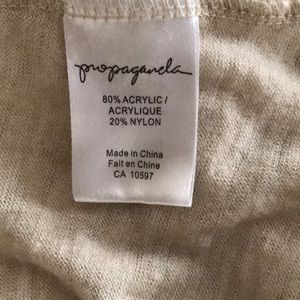 propaganda
80% ACRYLIC /
ACRYLIQUE
20% NYLON
Made in China
Fait en Chine
CA 10597